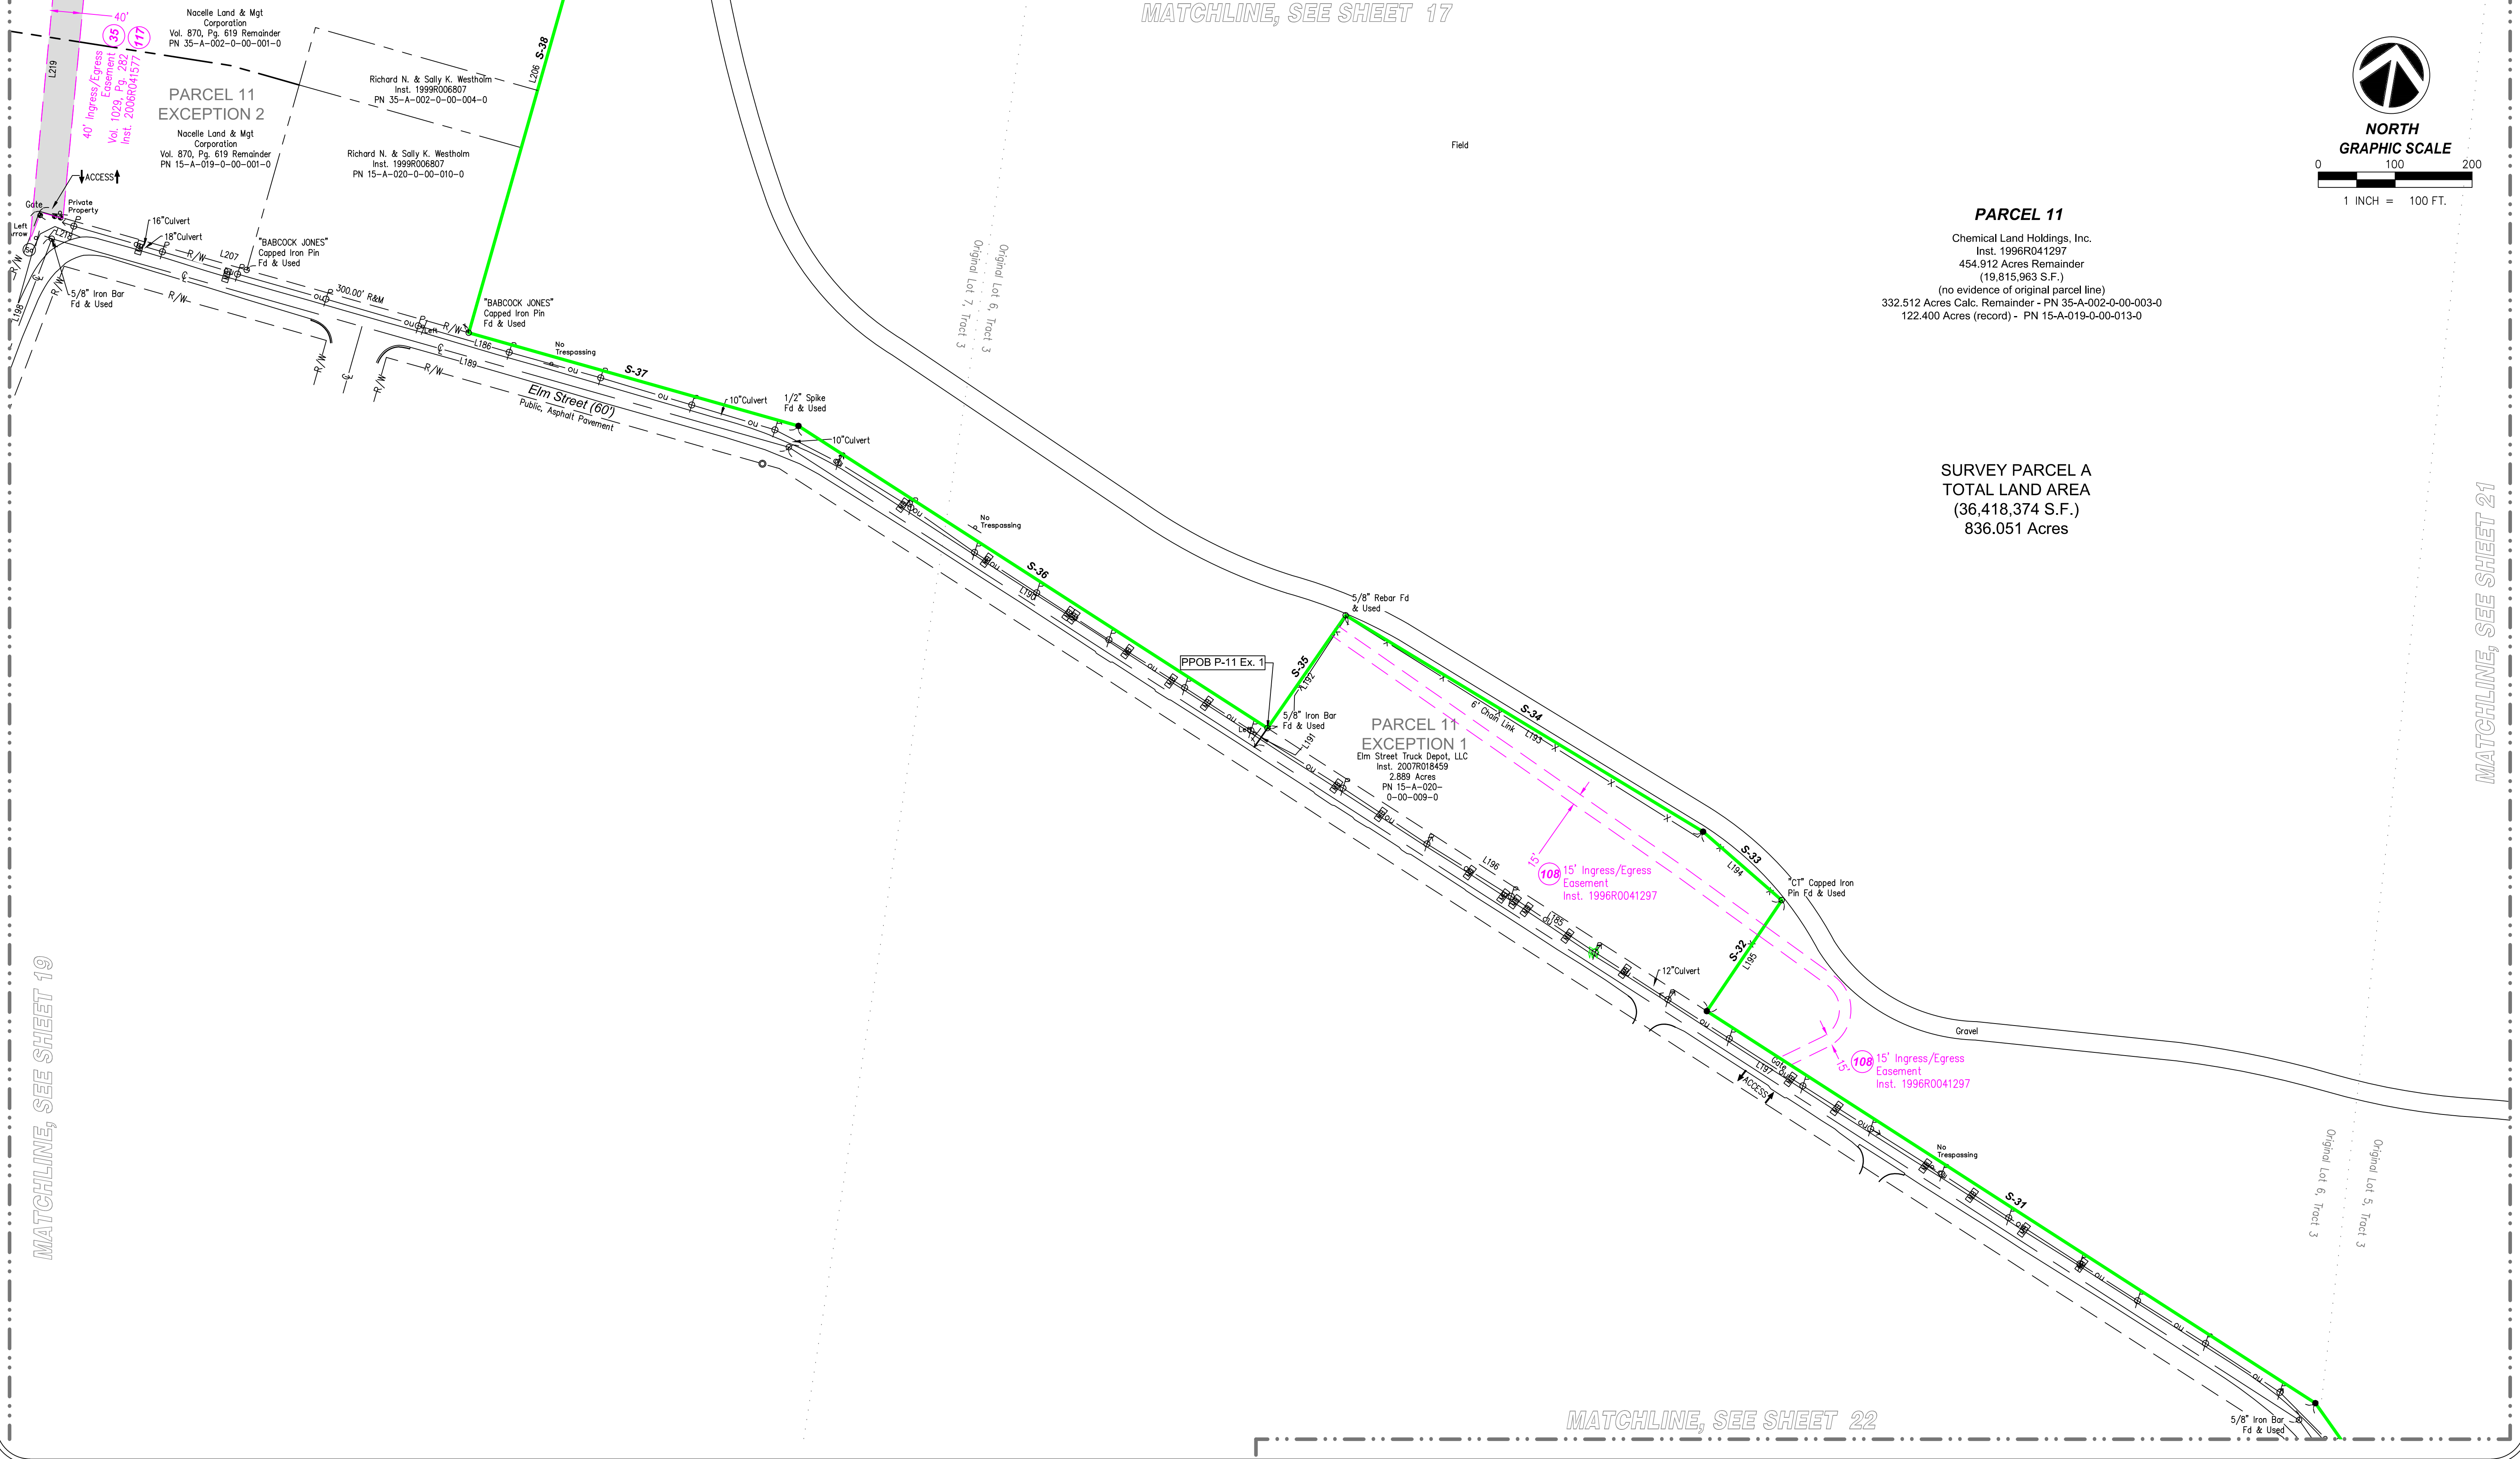 MATCHLINE, SEE SHEET 17
40'
40' Ingress/Egress
Easement
Vol. 1029, Pg. 282
Inst. 2006R041577
35
117
L219
Nacelle Land & Mgt
Corporation
Vol. 870, Pg. 619 Remainder
PN 35-A-002-0-00-001-0
PARCEL 11
EXCEPTION 2
Nacelle Land & Mgt
Corporation
Vol. 870, Pg. 619 Remainder
PN 15-A-019-0-00-001-0
Richard N. & Sally K. Westholm
Inst. 1999R006807
PN 35-A-002-0-00-004-0
Richard N. & Sally K. Westholm
Inst. 1999R006807
PN 15-A-020-0-00-010-0
L206
S-38
ACCESS
Gate
Private
Property
Left
L218
16"Culvert
18"Culvert
R/W
L207
"BABCOCK JONES"
Capped Iron Pin
Fd & Used
300.00' R&M
5/8" Iron Bar
Fd & Used
R/W
R/W
R/W
L198
"BABCOCK JONES"
Capped Iron Pin
Fd & Used
Left
R/W
L186
L189
R/W
R/W
R/W
No
Trespassing
S-37
Elm Street (60')
Public, Asphalt Pavement
10"Culvert
1/2" Spike
Fd & Used
10"Culvert
Original Lot 7, Tract 3
Original Lot 6, Tract 3
Field
NORTH
GRAPHIC SCALE
0 100 200
1 INCH = 100 FT.
PARCEL 11
Chemical Land Holdings, Inc.
Inst. 1996R041297
454.912 Acres Remainder
(19,815,963 S.F.)
(no evidence of original parcel line)
332.512 Acres Calc. Remainder - PN 35-A-002-0-00-003-0
122.400 Acres (record) - PN 15-A-019-0-00-013-0
SURVEY PARCEL A
TOTAL LAND AREA
(36,418,374 S.F.)
836.051 Acres
MATCHLINE, SEE SHEET 21
No
Trespassing
S-36
L190
PPOB P-11 Ex. 1
S-35
L192
5/8" Rebar Fd
& Used
5/8" Iron Bar
Fd & Used
Left
L191
S-34
6' Chain Link
L193
PARCEL 11
EXCEPTION 1
Elm Street Truck Depot, LLC
Inst. 2007R018459
2.889 Acres
PN 15-A-020-
0-00-009-0
15'
108
15' Ingress/Egress
Easement
Inst. 1996R0041297
L196
L185
S-33
L194
"CT" Capped Iron
Pin Fd & Used
S-32
L195
12"Culvert
Gravel
Gate
L197
ACCESS
15'
108
15' Ingress/Egress
Easement
Inst. 1996R0041297
No
Trespassing
S-31
Original Lot 6, Tract 3
Original Lot 5, Tract 3
MATCHLINE, SEE SHEET 19
MATCHLINE, SEE SHEET 22
5/8" Iron Bar
Fd & Used